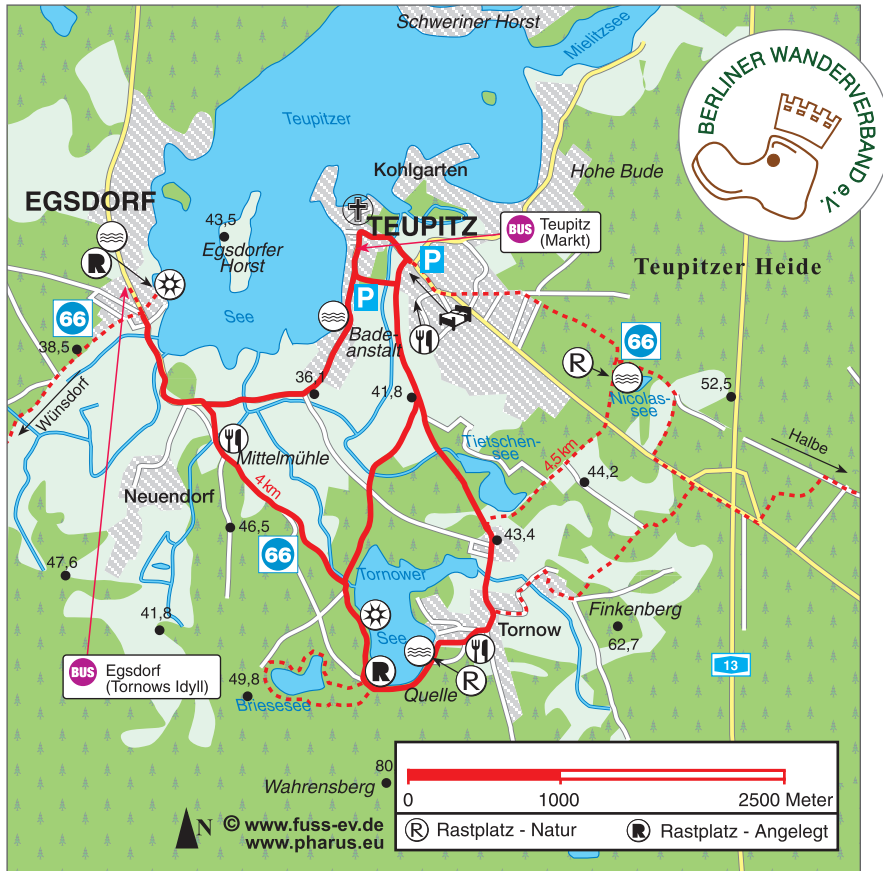 Schweriner Horst
Mielitzsee
BERLINER WANDERVERBAND e.V.
Teupitzer
Kohlgarten
Hohe Bude
EGSDORF
43,5
Egsdorfer
Horst
TEUPITZ
BUS Teupitz
(Markt)
P
Teupitzer Heide
R
P
66
See
Bade-
anstalt
66
38,5
R
Wünsdorf
36,1
41,8
Nicolas-
see
52,5
Tietschen-
see
4,5 km
Halbe
Mittelmühle
44,2
Neuendorf
4 km
46,5
43,4
66
47,6
Tornower
41,8
See
Finkenberg
Tornow
62,7
13
BUS Egsdorf
(Tornows Idyll)
49,8
R
R
Quelle
Briesesee
80
Wahrensberg
0 1000 2500 Meter
N © www.fuss-ev.de
www.pharus.eu
R Rastplatz - Natur R Rastplatz - Angelegt